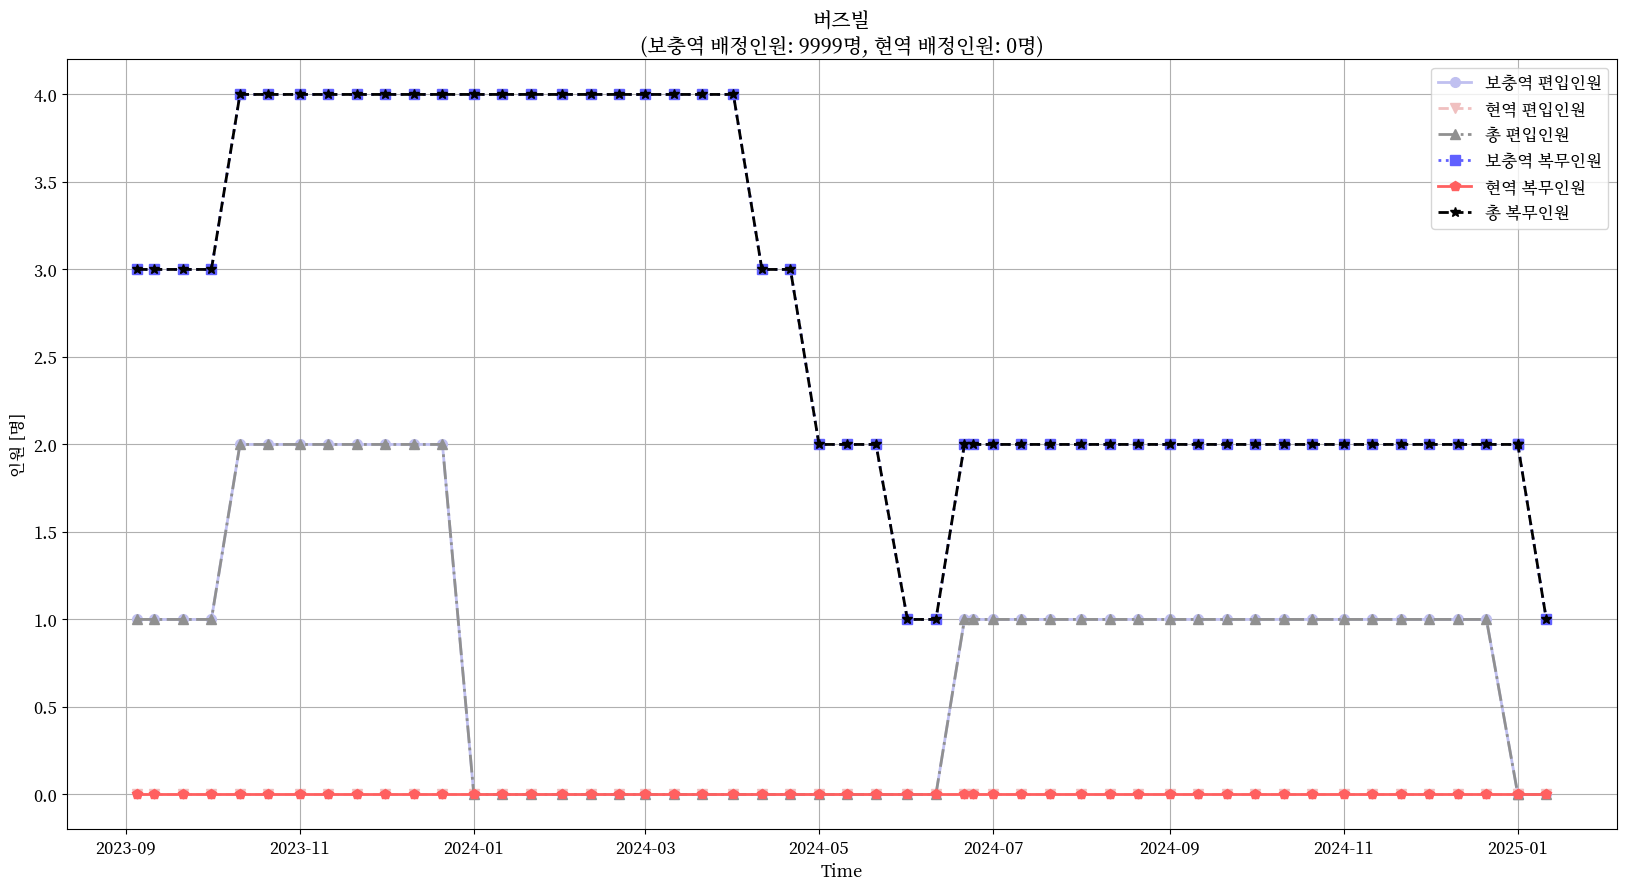 버즈빌
(보충역 배정인원: 9999명, 현역 배정인원: 0명)
보충역 편입인원
현역 편입인원
총 편입인원
보충역 복무인원
현역 복무인원
총 복무인원
인원 [명]
4.0
3.5
3.0
2.5
2.0
1.5
1.0
0.5
0.0
2023-09
2023-11
2024-01
2024-03
2024-05
2024-07
2024-09
2024-11
2025-01
Time